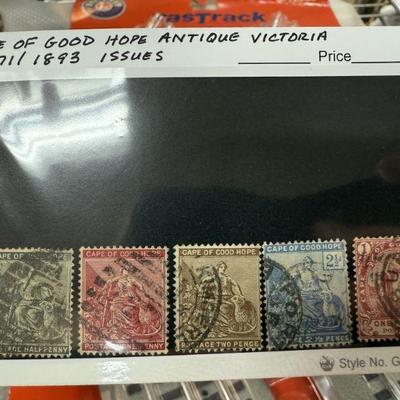 FasTrack
E OF GOOD HOPE ANTIQUE VICTORIA
71/1893 ISSUES
Price
CAPE OF GOOD HOPE
POSTAGE HALF PENNY
CAPE OF GOOD HOPE
POSTAGE ONE PENNY
CAPE OF GOOD HOPE
POSTAGE TWO PENCE
CAPE OF GOOD HOPE
2½
1
Style No. G